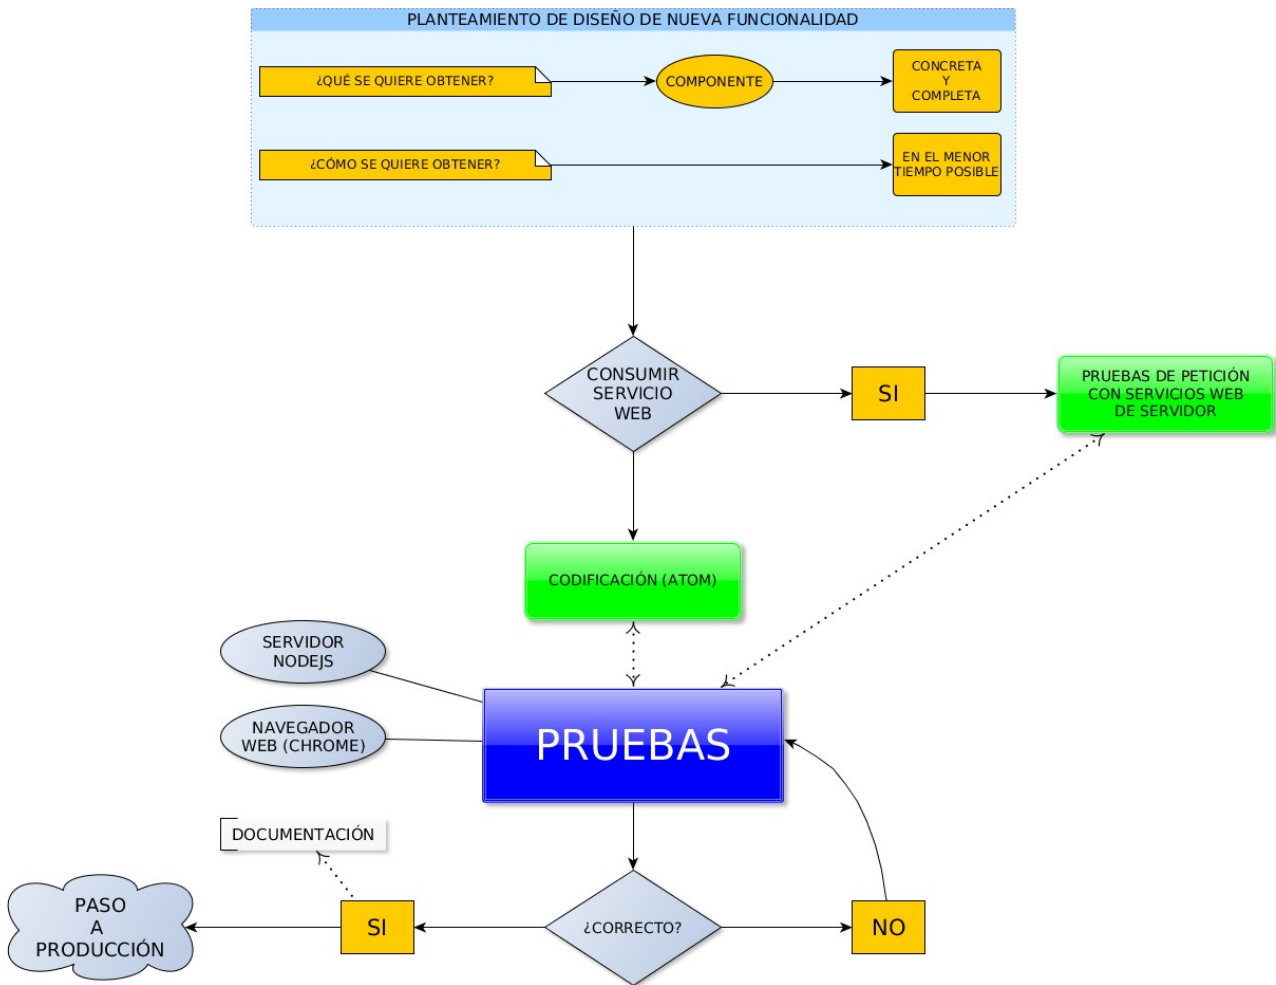 PLANTEAMIENTO DE DISEÑO DE NUEVA FUNCIONALIDAD
¿QUÉ SE QUIERE OBTENER?
COMPONENTE
CONCRETA
Y
COMPLETA
¿CÓMO SE QUIERE OBTENER?
EN EL MENOR
TIEMPO POSIBLE
CONSUMIR
SERVICIO
WEB
SI
PRUEBAS DE PETICIÓN
CON SERVICIOS WEB
DE SERVIDOR
CODIFICACIÓN (ATOM)
SERVIDOR
NODEJS
NAVEGADOR
WEB (CHROME)
PRUEBAS
DOCUMENTACIÓN
PASO
A
PRODUCCIÓN
SI
¿CORRECTO?
NO